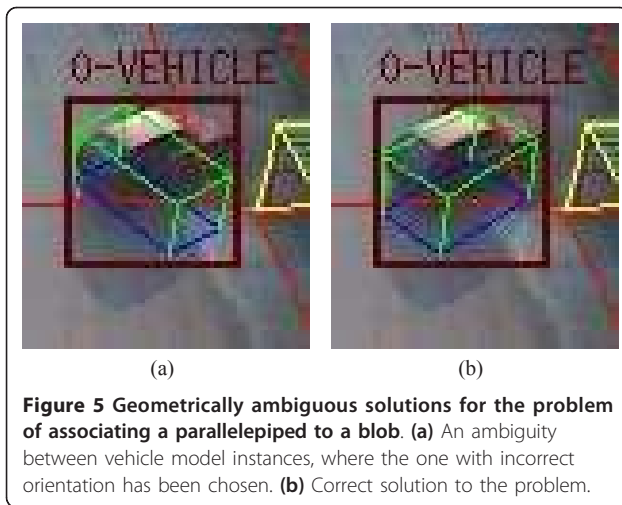 0-VEHICLE
0-VEHICLE
(a)
(b)
Figure 5 Geometrically ambiguous solutions for the problem
of associating a parallelepiped to a blob. (a) An ambiguity
between vehicle model instances, where the one with incorrect
orientation has been chosen. (b) Correct solution to the problem.